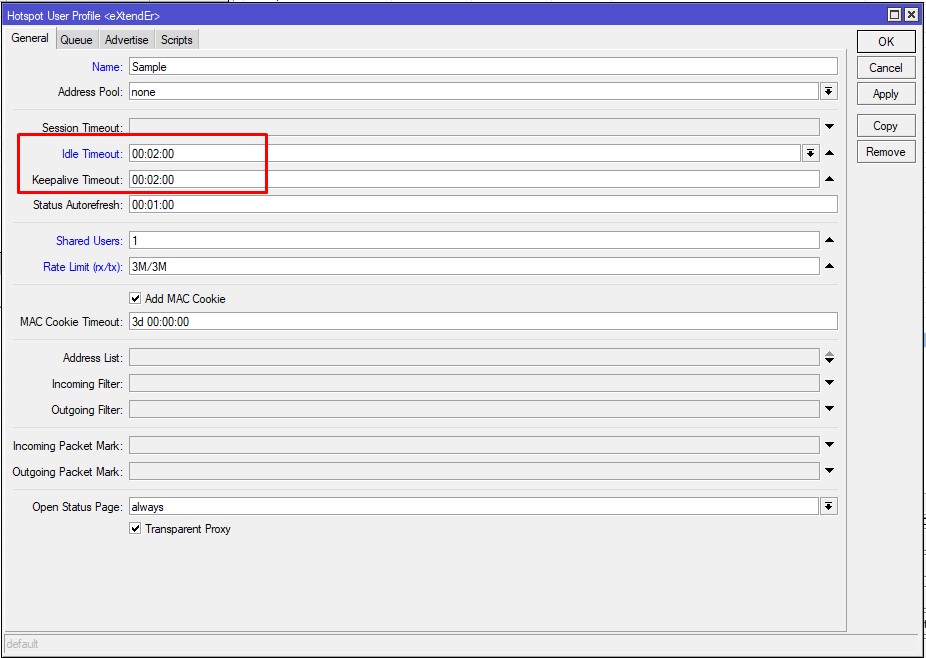 Hotspot User Profile <eXtendEr>
General Queue Advertise Scripts
OK
Name: Sample
Cancel
Address Pool: none
Apply
Session Timeout:
Copy
Idle Timeout: 00:02:00
Remove
Keepalive Timeout: 00:02:00
Status Autorefresh: 00:01:00
Shared Users: 1
Rate Limit (rx/tx): 3M/3M
Add MAC Cookie
MAC Cookie Timeout: 3d 00:00:00
Address List:
Incoming Filter:
Outgoing Filter:
Incoming Packet Mark:
Outgoing Packet Mark:
Open Status Page: always
Transparent Proxy
default